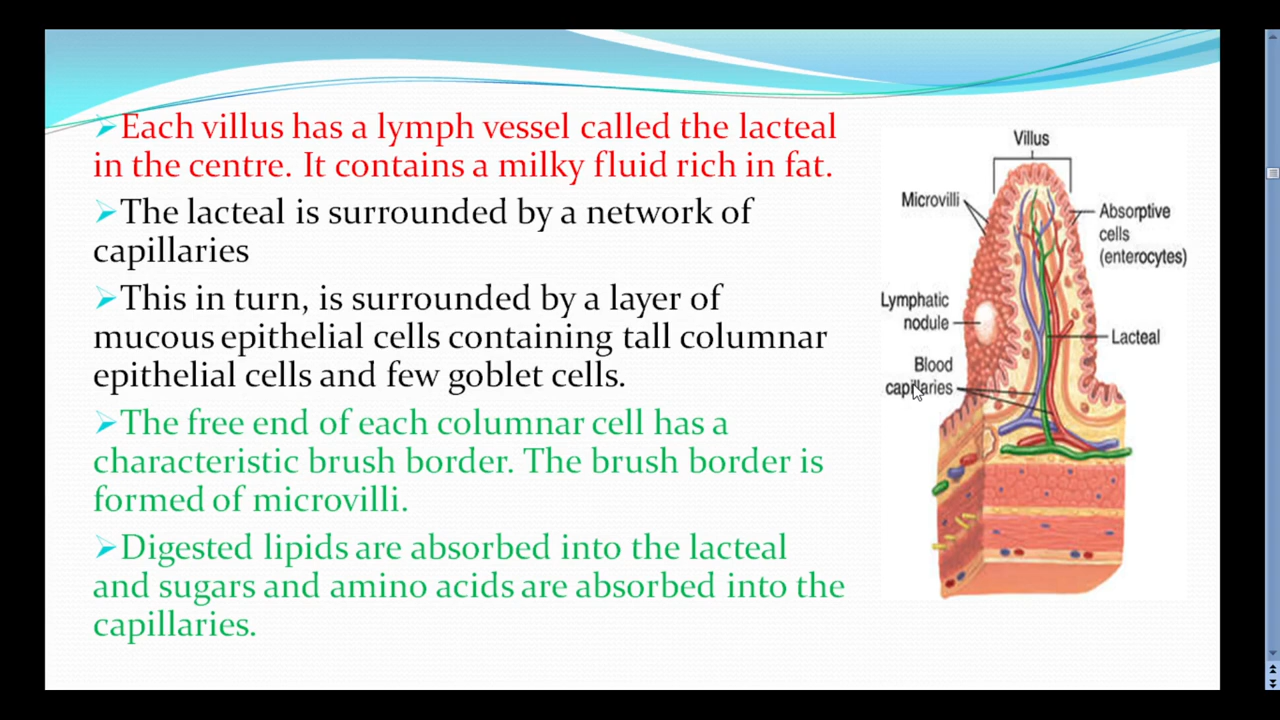 ➢Each villus has a lymph vessel called the lacteal
in the centre. It contains a milky fluid rich in fat.
➢The lacteal is surrounded by a network of
capillaries
➢This in turn, is surrounded by a layer of
mucous epithelial cells containing tall columnar
epithelial cells and few goblet cells.
➢The free end of each columnar cell has a
characteristic brush border. The brush border is
formed of microvilli.
➢Digested lipids are absorbed into the lacteal
and sugars and amino acids are absorbed into the
capillaries.
Villus
Microvilli
Absorptive
cells
(enterocytes)
Lymphatic
nodule
Lacteal
Blood
capillaries